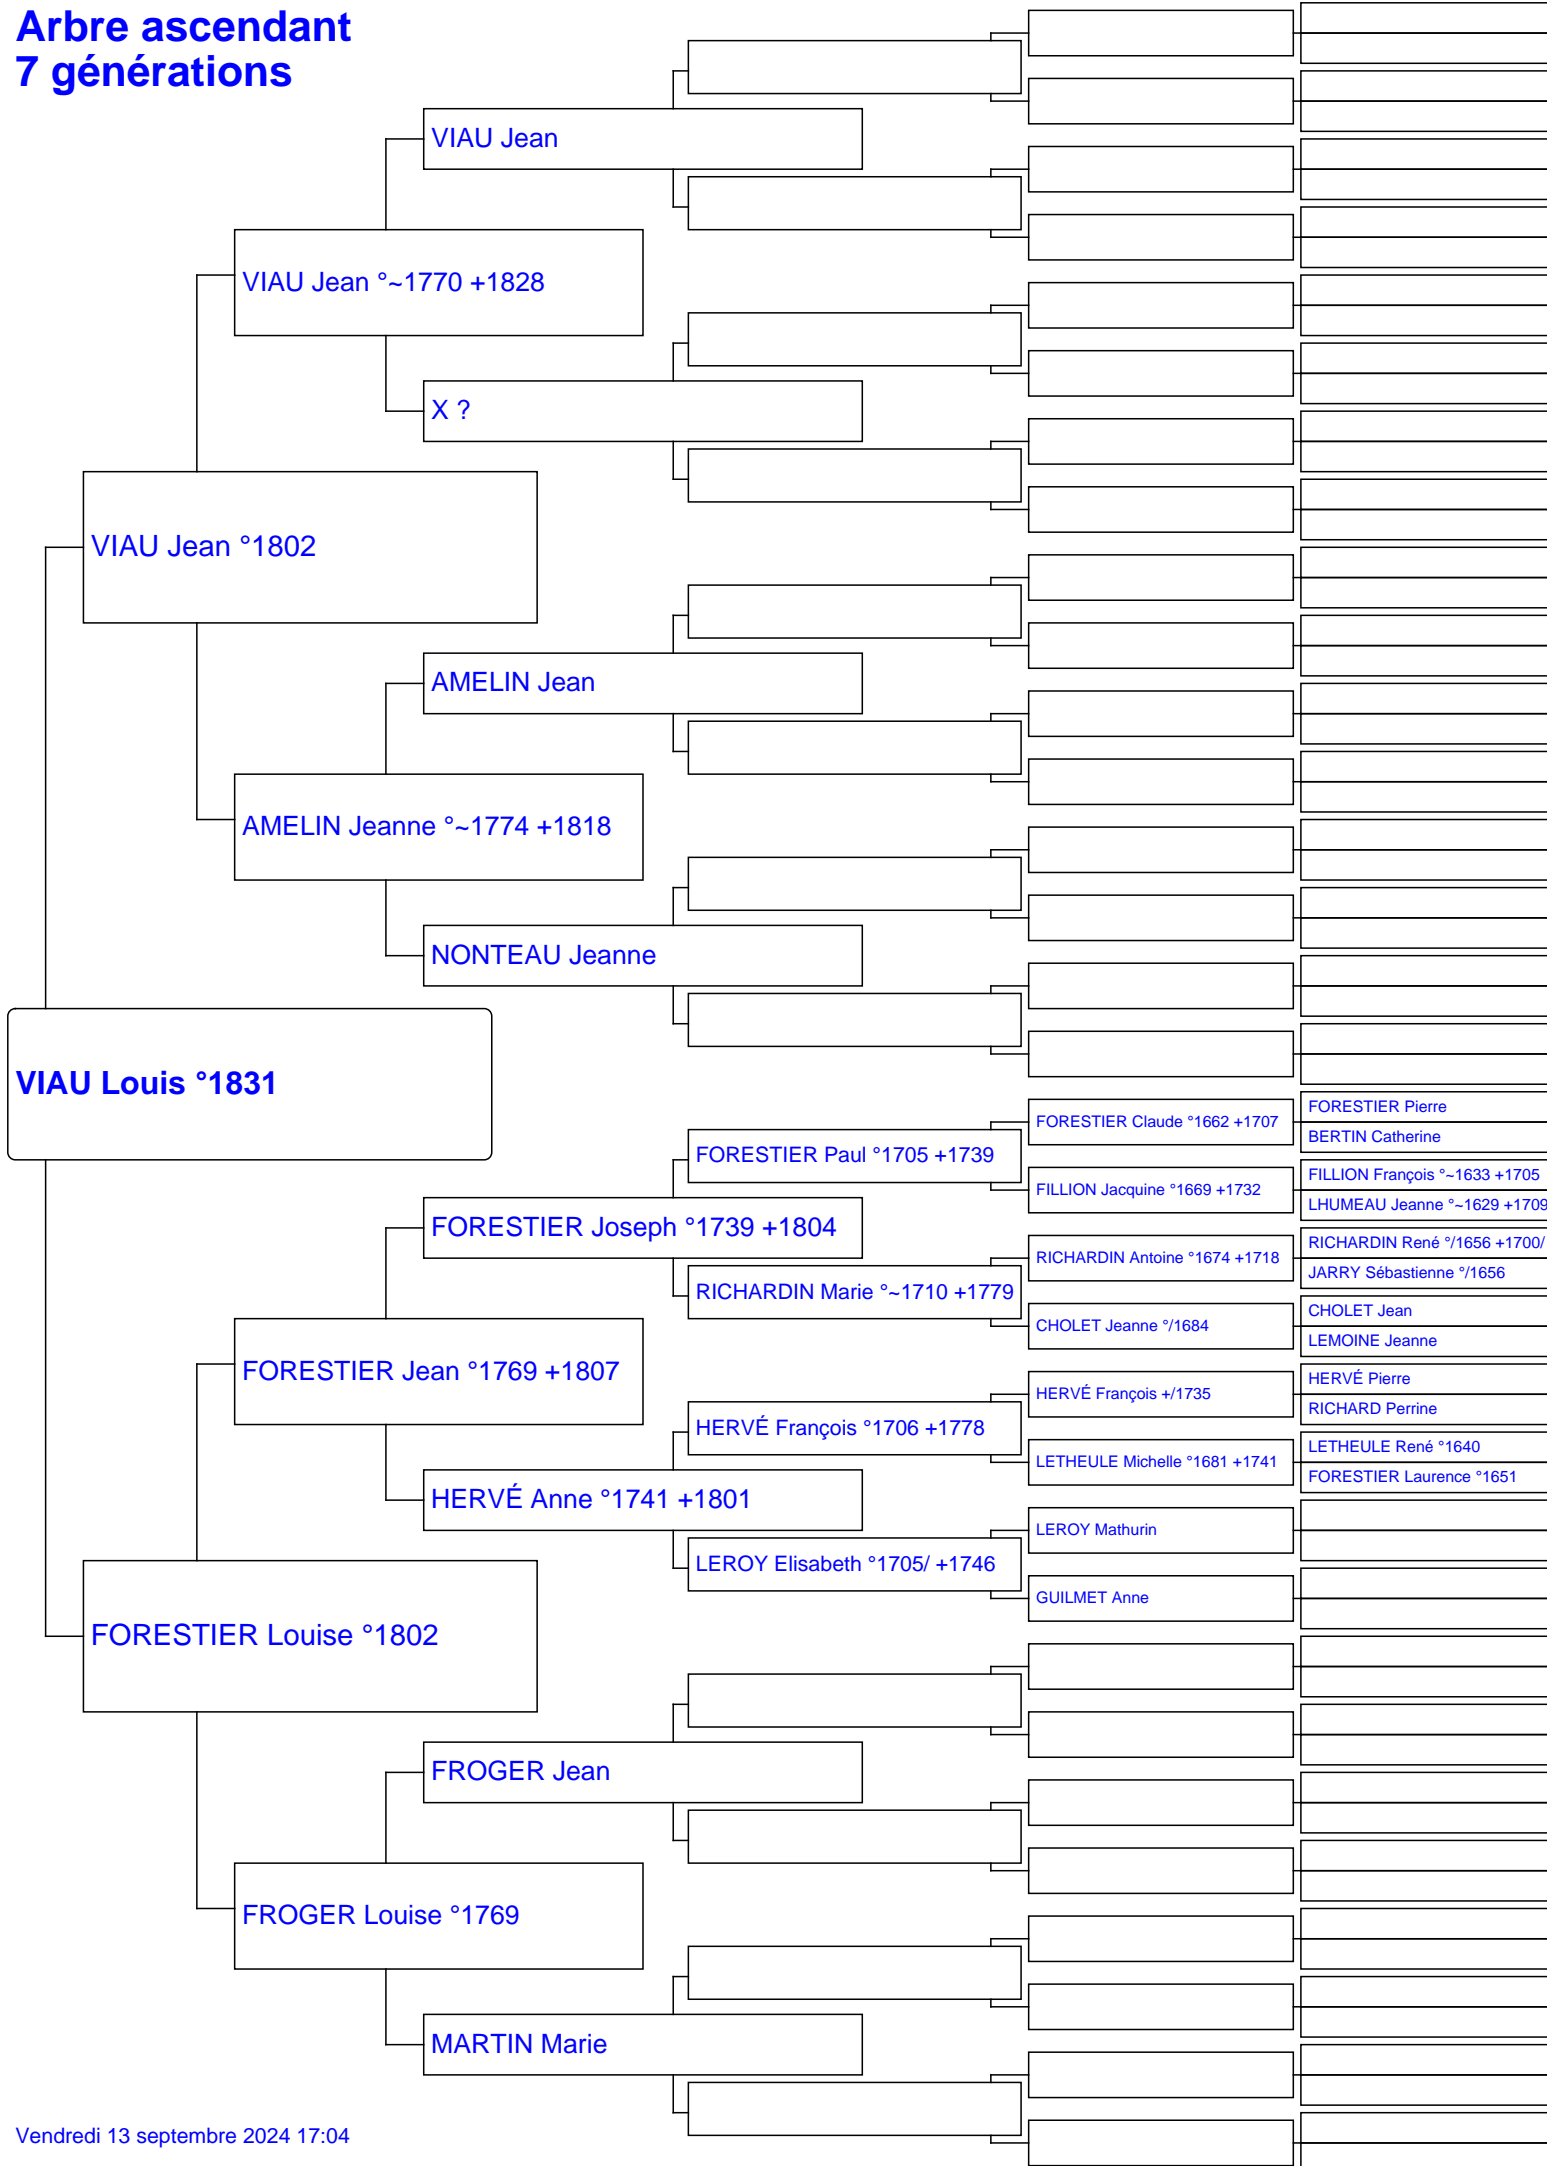 Arbre ascendant
7 générations
VIAU Jean
VIAU Jean °~1770 +1828
X ?
VIAU Jean °1802
AMELIN Jean
AMELIN Jeanne °~1774 +1818
NONTEAU Jeanne
VIAU Louis °1831
FORESTIER Pierre
FORESTIER Claude °1662 +1707
BERTIN Catherine
FORESTIER Paul °1705 +1739
FILLION François °~1633 +1705
FILLION Jacquine °1669 +1732
LHUMEAU Jeanne °~1629 +1709
FORESTIER Joseph °1739 +1804
RICHARDIN René °/1656 +1700/
RICHARDIN Antoine °1674 +1718
JARRY Sébastienne °/1656
RICHARDIN Marie °~1710 +1779
CHOLET Jean
CHOLET Jeanne °/1684
LEMOINE Jeanne
FORESTIER Jean °1769 +1807
HERVÉ Pierre
HERVÉ François +/1735
RICHARD Perrine
HERVÉ François °1706 +1778
LETHEULE René °1640
LETHEULE Michelle °1681 +1741
FORESTIER Laurence °1651
HERVÉ Anne °1741 +1801
LEROY Mathurin
LEROY Elisabeth °1705/ +1746
GUILMET Anne
FORESTIER Louise °1802
FROGER Jean
FROGER Louise °1769
MARTIN Marie
Vendredi 13 septembre 2024 17:04